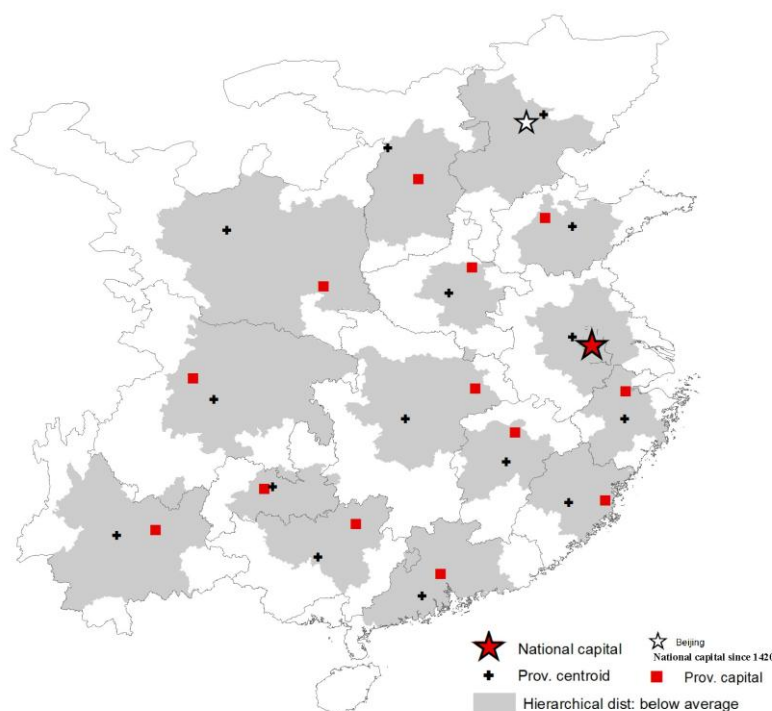 National capital
Beijing
National capital since 1420
Prov. centroid
Prov. capital
Hierarchical dist: below average